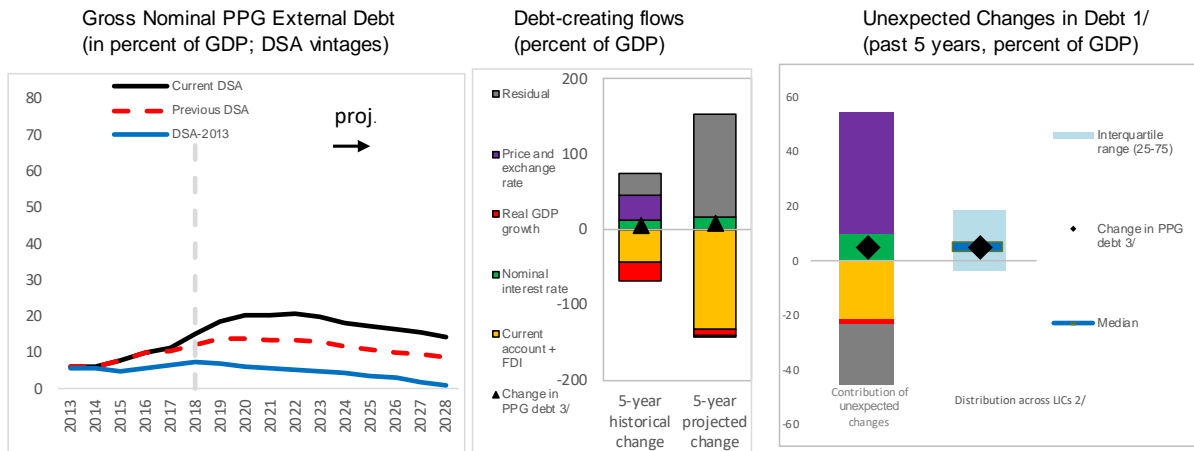 Gross Nominal PPG External Debt
(in percent of GDP; DSA vintages)
Current DSA
Previous DSA
DSA-2013
proj.
80
70
60
50
40
30
20
10
0
2013
2014
2015
2016
2017
2018
2019
2020
2021
2022
2023
2024
2025
2026
2027
2028
Debt-creating flows
(percent of GDP)
Residual
Price and
exchange
rate
Real GDP
growth
Nominal
interest rate
Current
account +
FDI
Change in
PPG debt 3/
200
100
0
-100
-200
5-year
historical
change
5-year
projected
change
Unexpected Changes in Debt 1/
(past 5 years, percent of GDP)
60
40
20
0
-20
-40
-60
Contribution of
unexpected
changes
Distribution across LICs 2/
Interquartile
range (25-75)
Change in PPG
debt 3/
Median